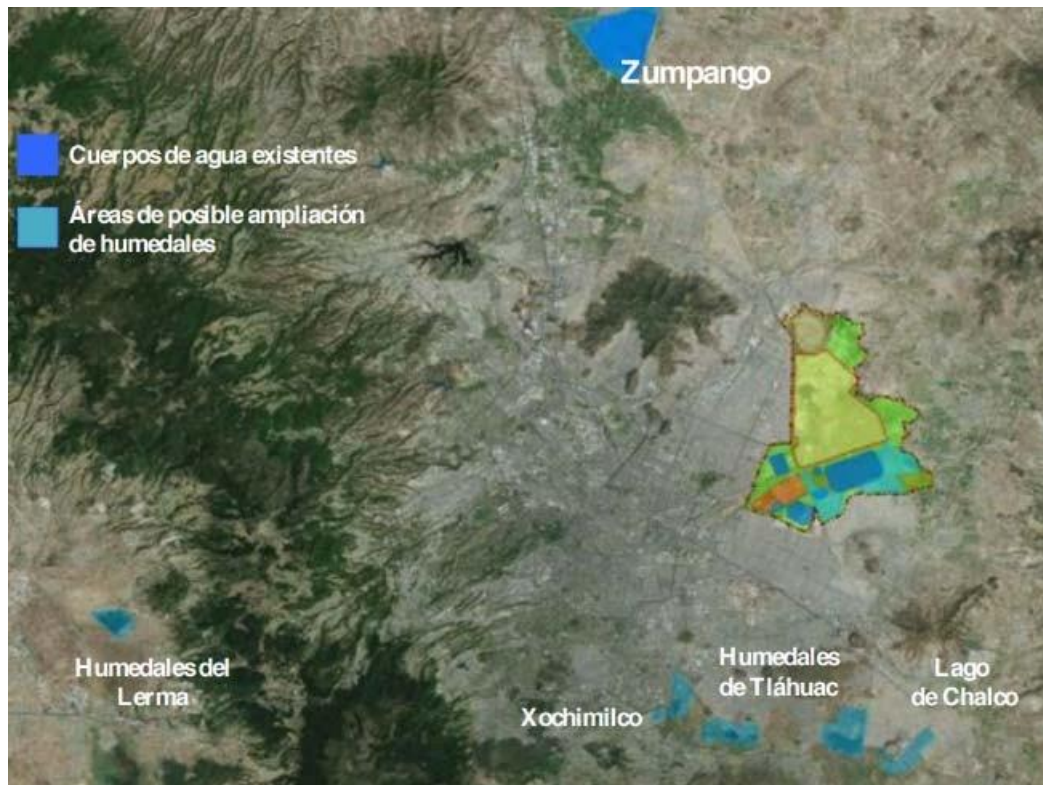 Zumpango
Cuerpos de agua existentes
Áreas de posible ampliación
de humedales
Humedales del
Lerma
Xochimilco
Humedales
de Tláhuac
Lago
de Chalco